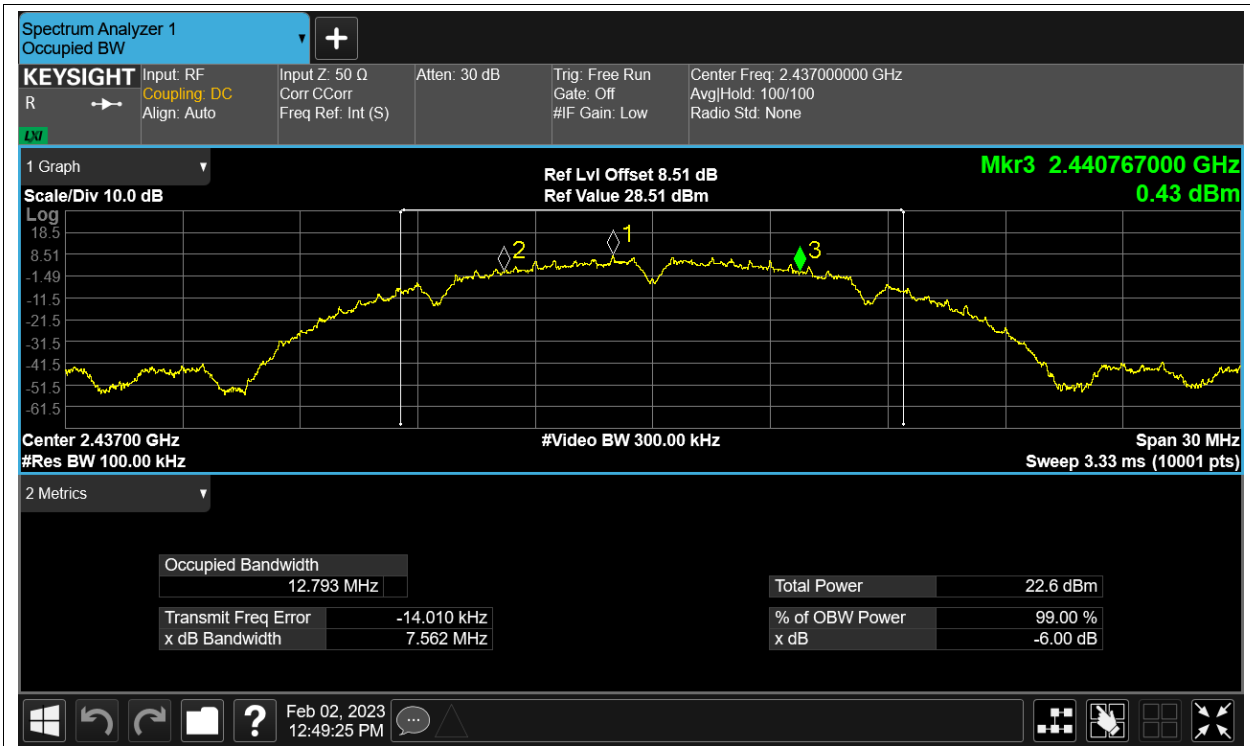 Spectrum Analyzer 1
Occupied BW
KEYSIGHT
R
LXI
Input: RF
Coupling: DC
Align: Auto
Input Z: 50 Ω
Corr CCorr
Freq Ref: Int (S)
Atten: 30 dB
Trig: Free Run
Gate: Off
#IF Gain: Low
Center Freq: 2.437000000 GHz
Avg|Hold: 100/100
Radio Std: None
1 Graph
Scale/Div 10.0 dB
Ref Lvl Offset 8.51 dB
Ref Value 28.51 dBm
Mkr3 2.440767000 GHz
0.43 dBm
Log
18.5
8.51
-1.49
-11.5
-21.5
-31.5
-41.5
-51.5
-61.5
2
1
3
Center 2.43700 GHz
#Res BW 100.00 kHz
#Video BW 300.00 kHz
Span 30 MHz
Sweep 3.33 ms (10001 pts)
2 Metrics
Occupied Bandwidth
12.793 MHz
Transmit Freq Error -14.010 kHz
x dB Bandwidth 7.562 MHz
Total Power 22.6 dBm
% of OBW Power 99.00 %
x dB -6.00 dB
?
Feb 02, 2023
12:49:25 PM